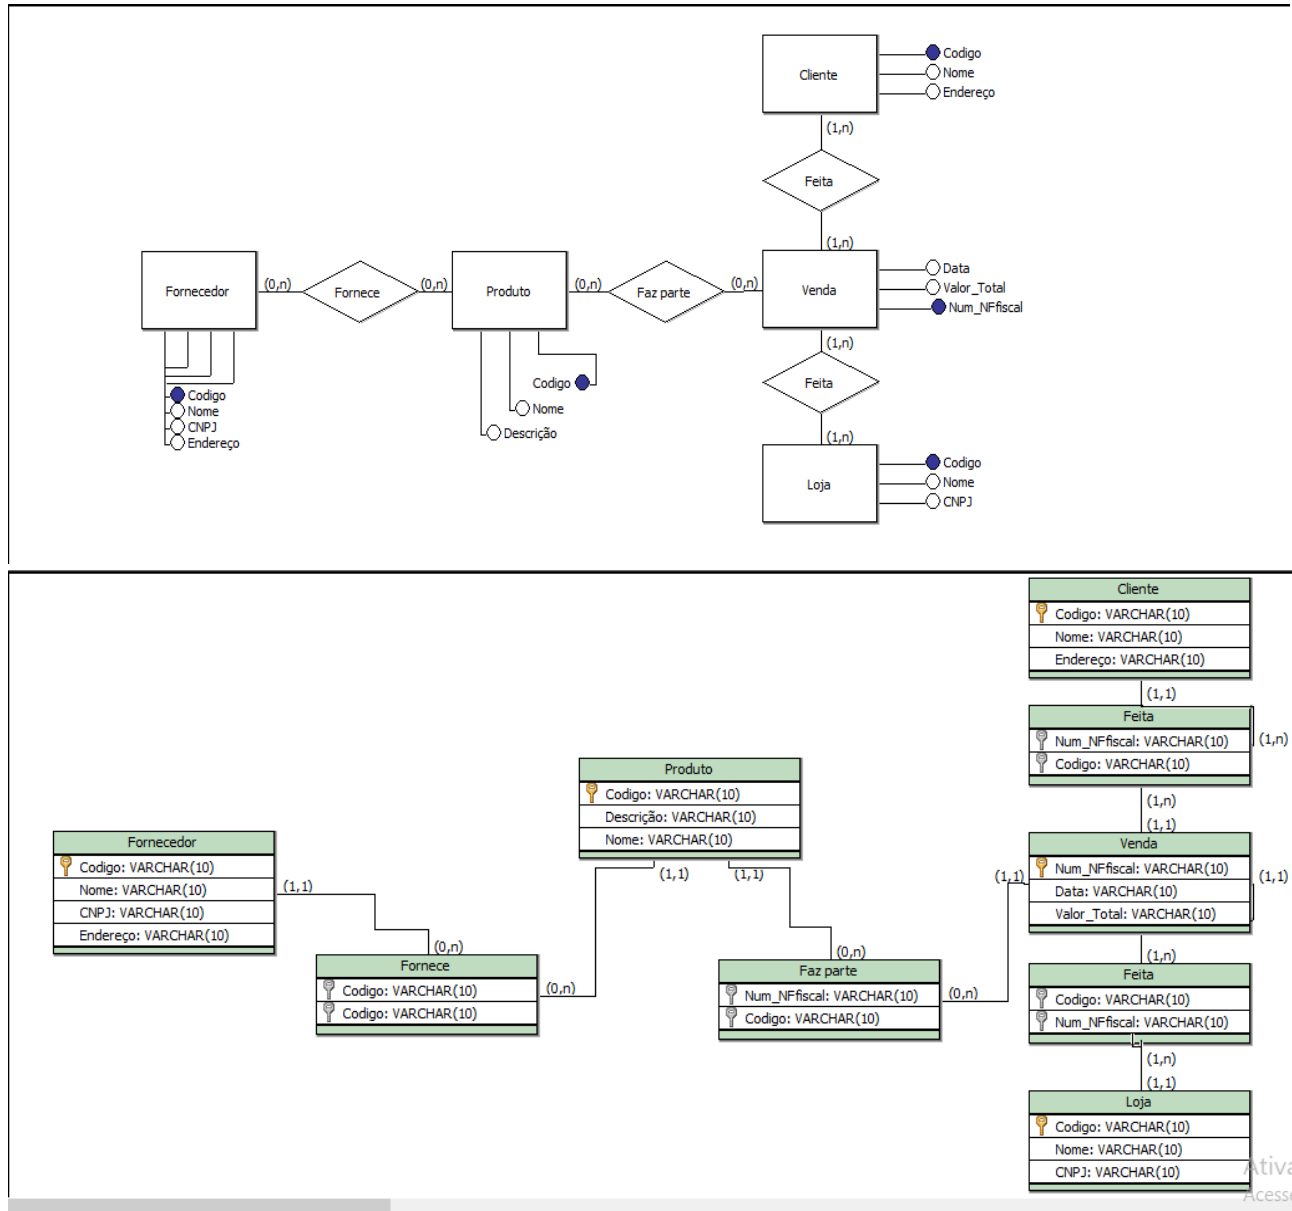 Cliente
Codigo
Nome
Endereço
(1,n)
Feita
(1,n)
Fornecedor
(0,n)
Fornece
(0,n)
Produto
(0,n)
Faz parte
(0,n)
Venda
Data
Valor_Total
Num_NFfiscal
Codigo
Nome
CNPJ
Endereço
Codigo
Nome
Descrição
(1,n)
Feita
(1,n)
Loja
Codigo
Nome
CNPJ
Cliente
Codigo: VARCHAR(10)
Nome: VARCHAR(10)
Endereço: VARCHAR(10)
(1,1)
Feita
Num_NFfiscal: VARCHAR(10)
Codigo: VARCHAR(10)
(1,n)
(1,n)
(1,1)
Produto
Codigo: VARCHAR(10)
Descrição: VARCHAR(10)
Nome: VARCHAR(10)
(1,1)
(1,1)
Fornecedor
Codigo: VARCHAR(10)
Nome: VARCHAR(10)
CNPJ: VARCHAR(10)
Endereço: VARCHAR(10)
(1,1)
(0,n)
Fornece
Codigo: VARCHAR(10)
Codigo: VARCHAR(10)
(0,n)
(0,n)
Faz parte
Num_NFfiscal: VARCHAR(10)
Codigo: VARCHAR(10)
(0,n)
(1,1)
Venda
Num_NFfiscal: VARCHAR(10)
Data: VARCHAR(10)
Valor_Total: VARCHAR(10)
(1,1)
(1,n)
Feita
Codigo: VARCHAR(10)
Num_NFfiscal: VARCHAR(10)
(1,n)
(1,1)
Loja
Codigo: VARCHAR(10)
Nome: VARCHAR(10)
CNPJ: VARCHAR(10)
Ativa
Acesse